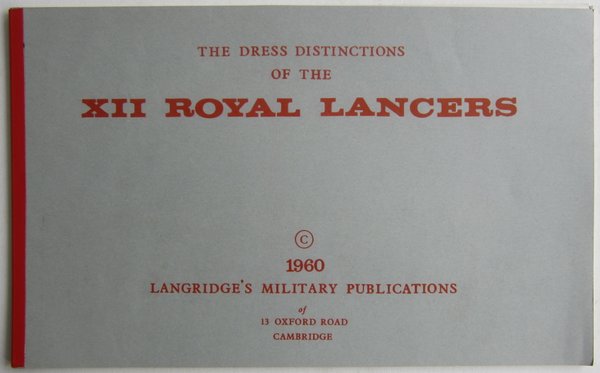 THE DRESS DISTINCTIONS
OF THE
XII ROYAL LANCERS
©
1960
LANGRIDGE'S MILITARY PUBLICATIONS
of
13 OXFORD ROAD
CAMBRIDGE